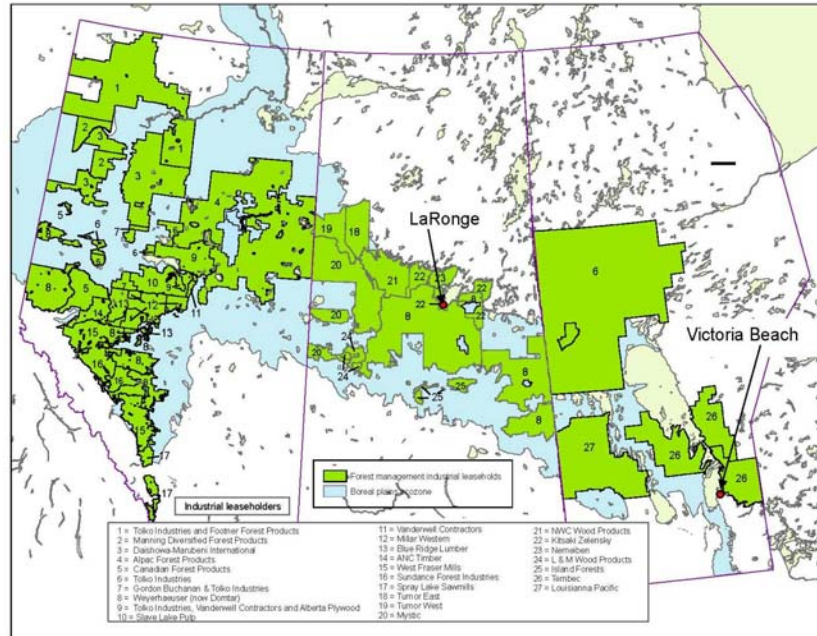 LaRonge
Victoria Beach
Forest management industrial leaseholds
Boreal plains ecozone
Industrial leaseholders
1 = Tolko Industries and Footner Forest Products
2 = Manning Diversified Forest Products
3 = Daishowa-Marubeni International
4 = Alpac Forest Products
5 = Canadian Forest Products
6 = Tolko Industries
7 = Gordon Buchanan & Tolko Industries
8 = Weyerhaeuser (now Domtar)
9 = Tolko Industries, Vanderwell Contractors and Alberta Plywood
10 = Slave Lake Pulp
11 = Vanderwell Contractors
12 = Millar Western
13 = Blue Ridge Lumber
14 = ANC Timber
15 = West Fraser Mills
16 = Sundance Forest Industries
17 = Spray Lake Sawmills
18 = Tumor East
19 = Tumor West
20 = Mystic
21 = NWC Wood Products
22 = Kitsaki Zelensky
23 = Nemeiben
24 = L & M Wood Products
25 = Island Forests
26 = Tembec
27 = Louisianna Pacific